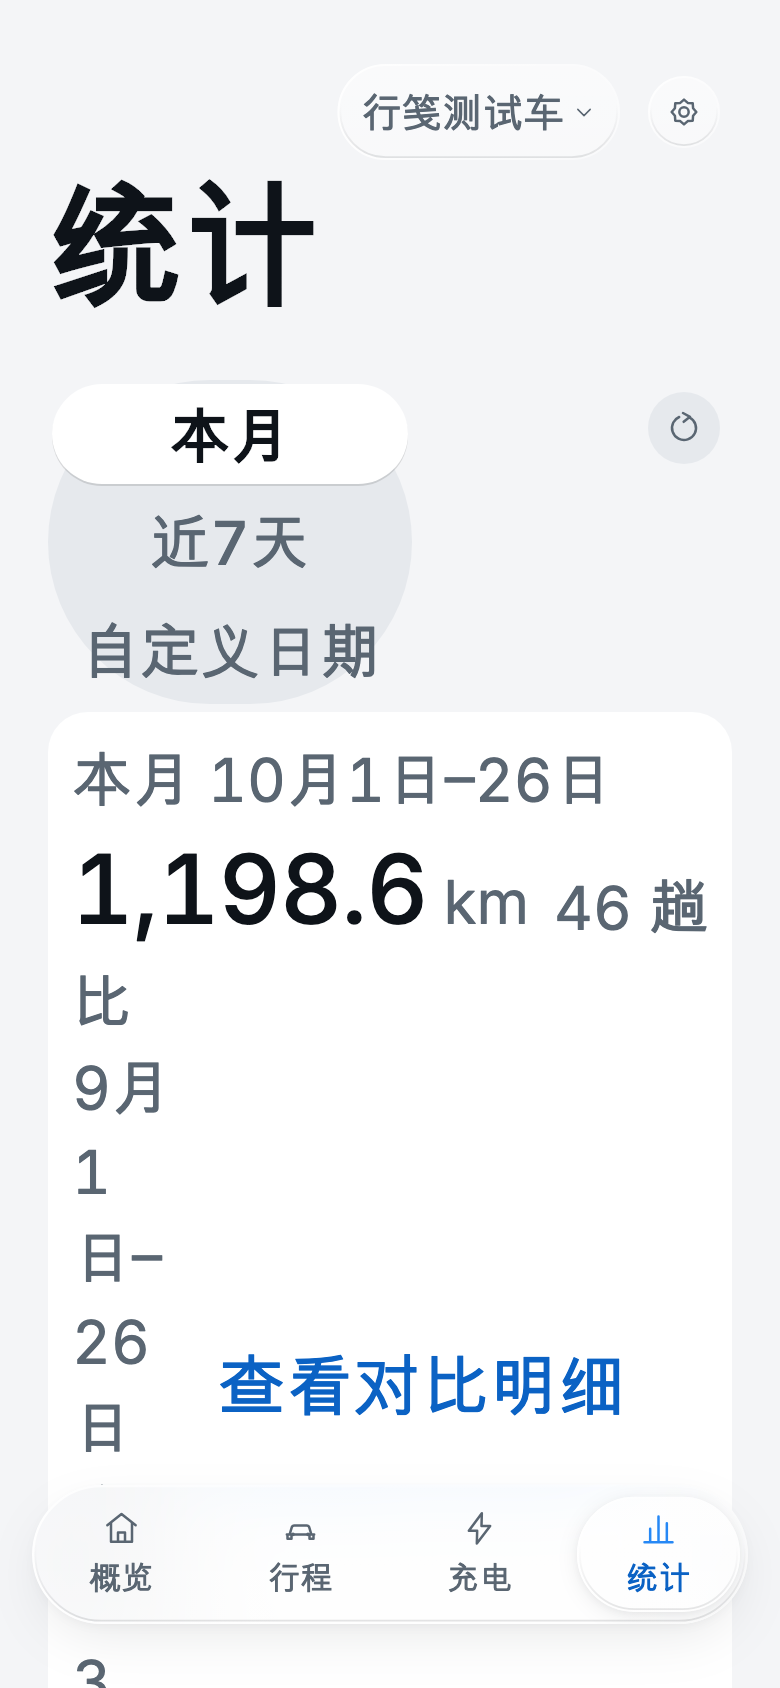 行笺测试车
统计
本月
近7天
自定义日期
本月 10月1日–26日
1,198.6 km 46 趟
比
9月
1
日–
26
日
查看对比明细
概览 行程 充电 统计
3